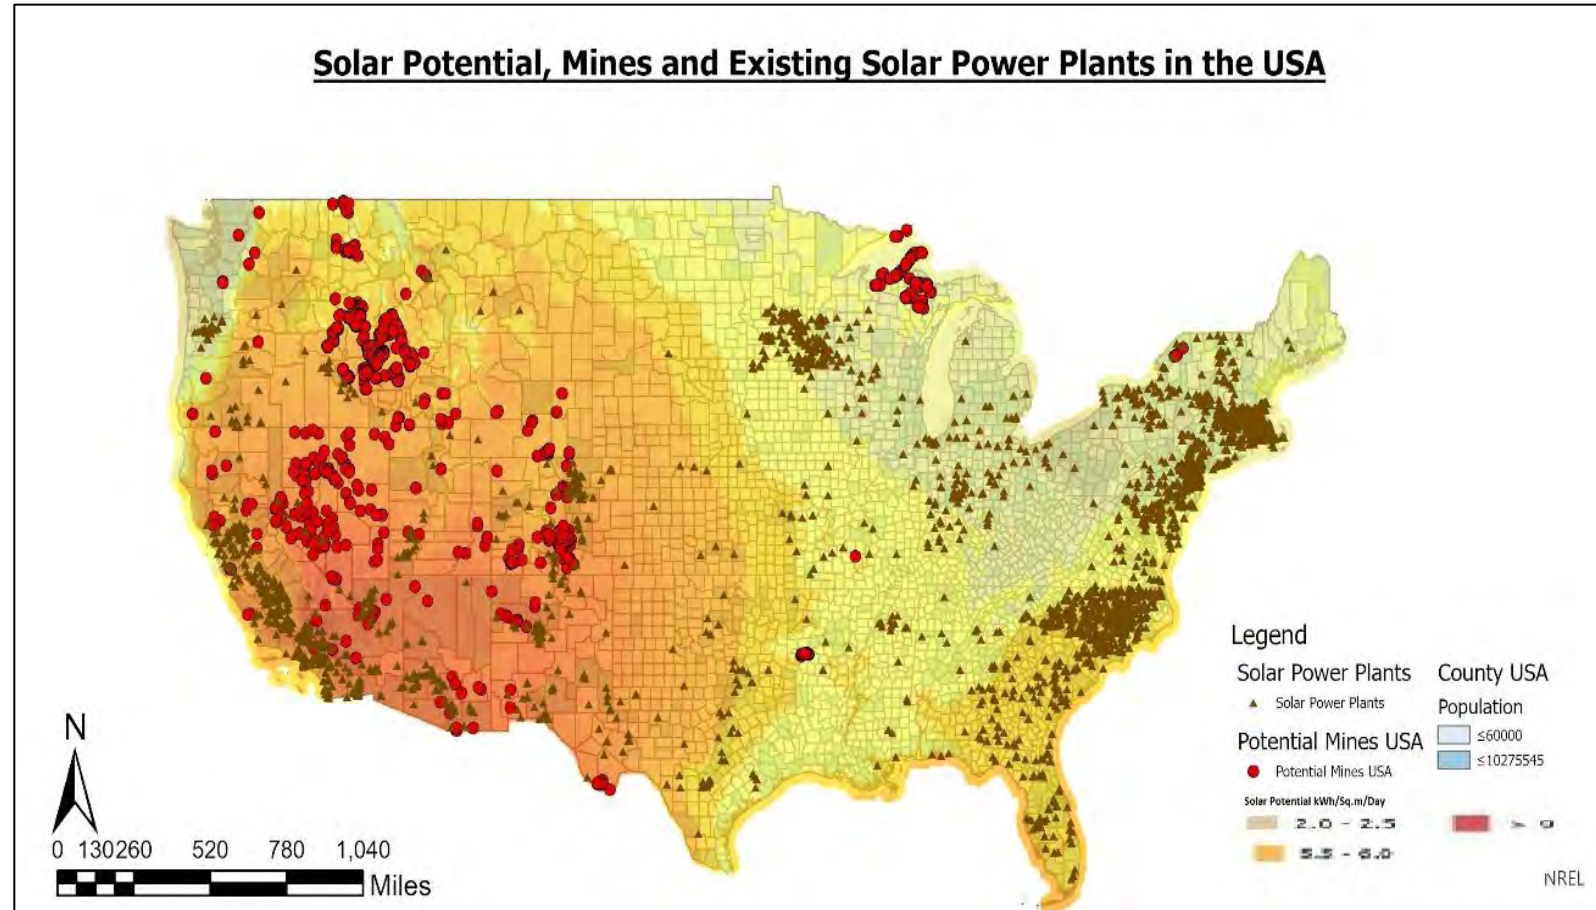 Solar Potential, Mines and Existing Solar Power Plants in the USA
N
0 130 260 520 780 1,040
Miles
Legend
Solar Power Plants
Solar Power Plants
Potential Mines USA
Potential Mines USA
County USA
Population
≤60000
≤10275545
Solar Potential kWh/Sq.m/Day
2.0 - 2.5
5.5 - 6.0
NREL